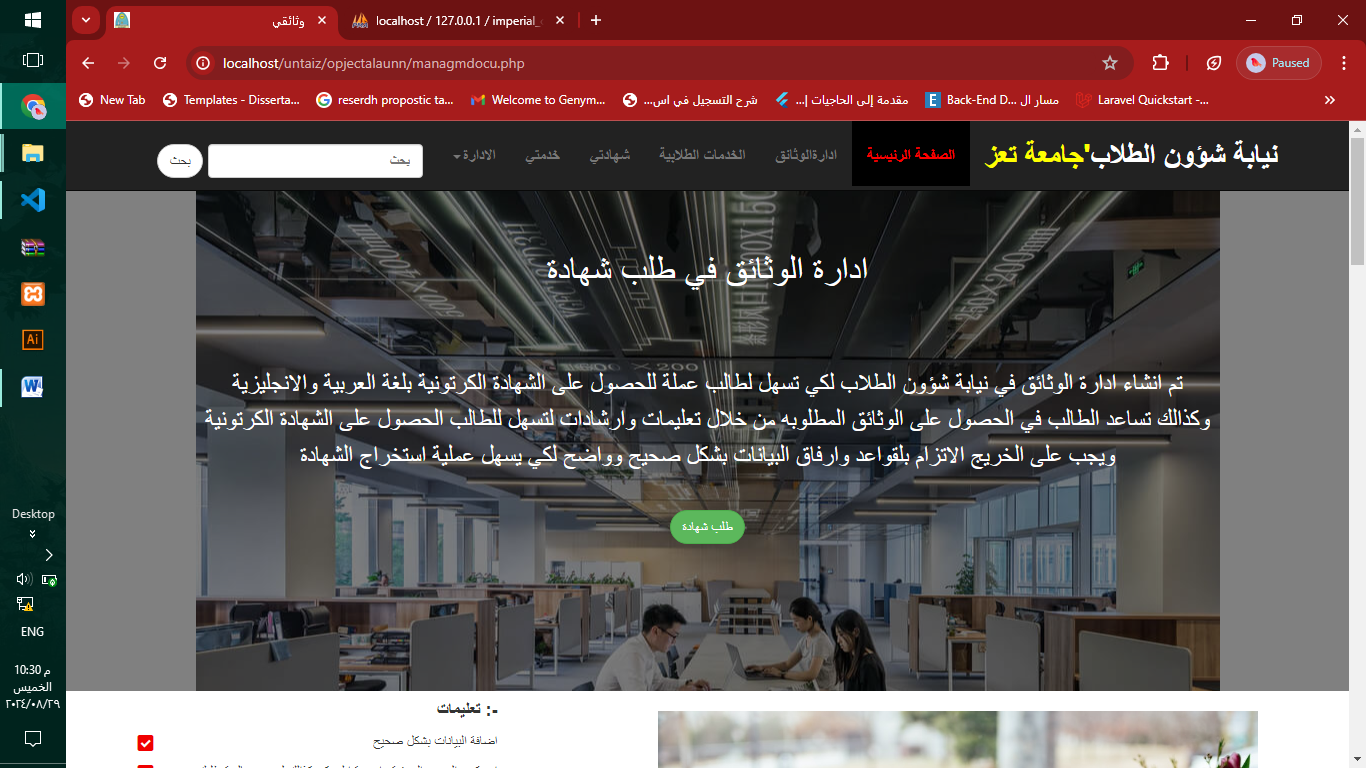 وثائقي
localhost / 127.0.0.1 / imperial_c
localhost/untaiz/opjectalaunn/managmdocu.php
Paused
New Tab
Templates - Disserta...
reserdh propostic ta...
Welcome to Genym...
شرح التسجيل في اس...
مقدمة إلى الحاجيات |...
مسار ال Back-End D...
Laravel Quickstart -...
نيابة شؤون الطلاب'جامعة تعز
الصفحة الرئيسية
ادارةالوثائق
الخدمات الطلابية
شهادتي
خدمتي
الادارة
بحث
بحث
ادارة الوثائق في طلب شهادة
تم انشاء ادارة الوثائق في نيابة شؤون الطلاب لكي تسهل لطالب عملة للحصول على الشهادة الكرتونية بلغة العربية والانجليزية
وكذالك تساعد الطالب في الحصول على الوثائق المطلوبه من خلال تعليمات وارشادات لتسهل للطالب الحصول على الشهادة الكرتونية
ويجب على الخريج الاتزام بلقواعد وارفاق البيانات بشكل صحيح وواضح لكي يسهل عملية استخراج الشهادة
طلب شهادة
تعليمات :-
اضافة البيانات بشكل صحيح
Desktop
ENG
10:30 م
الخميس
٢٠٢٤/٠٨/٢٩